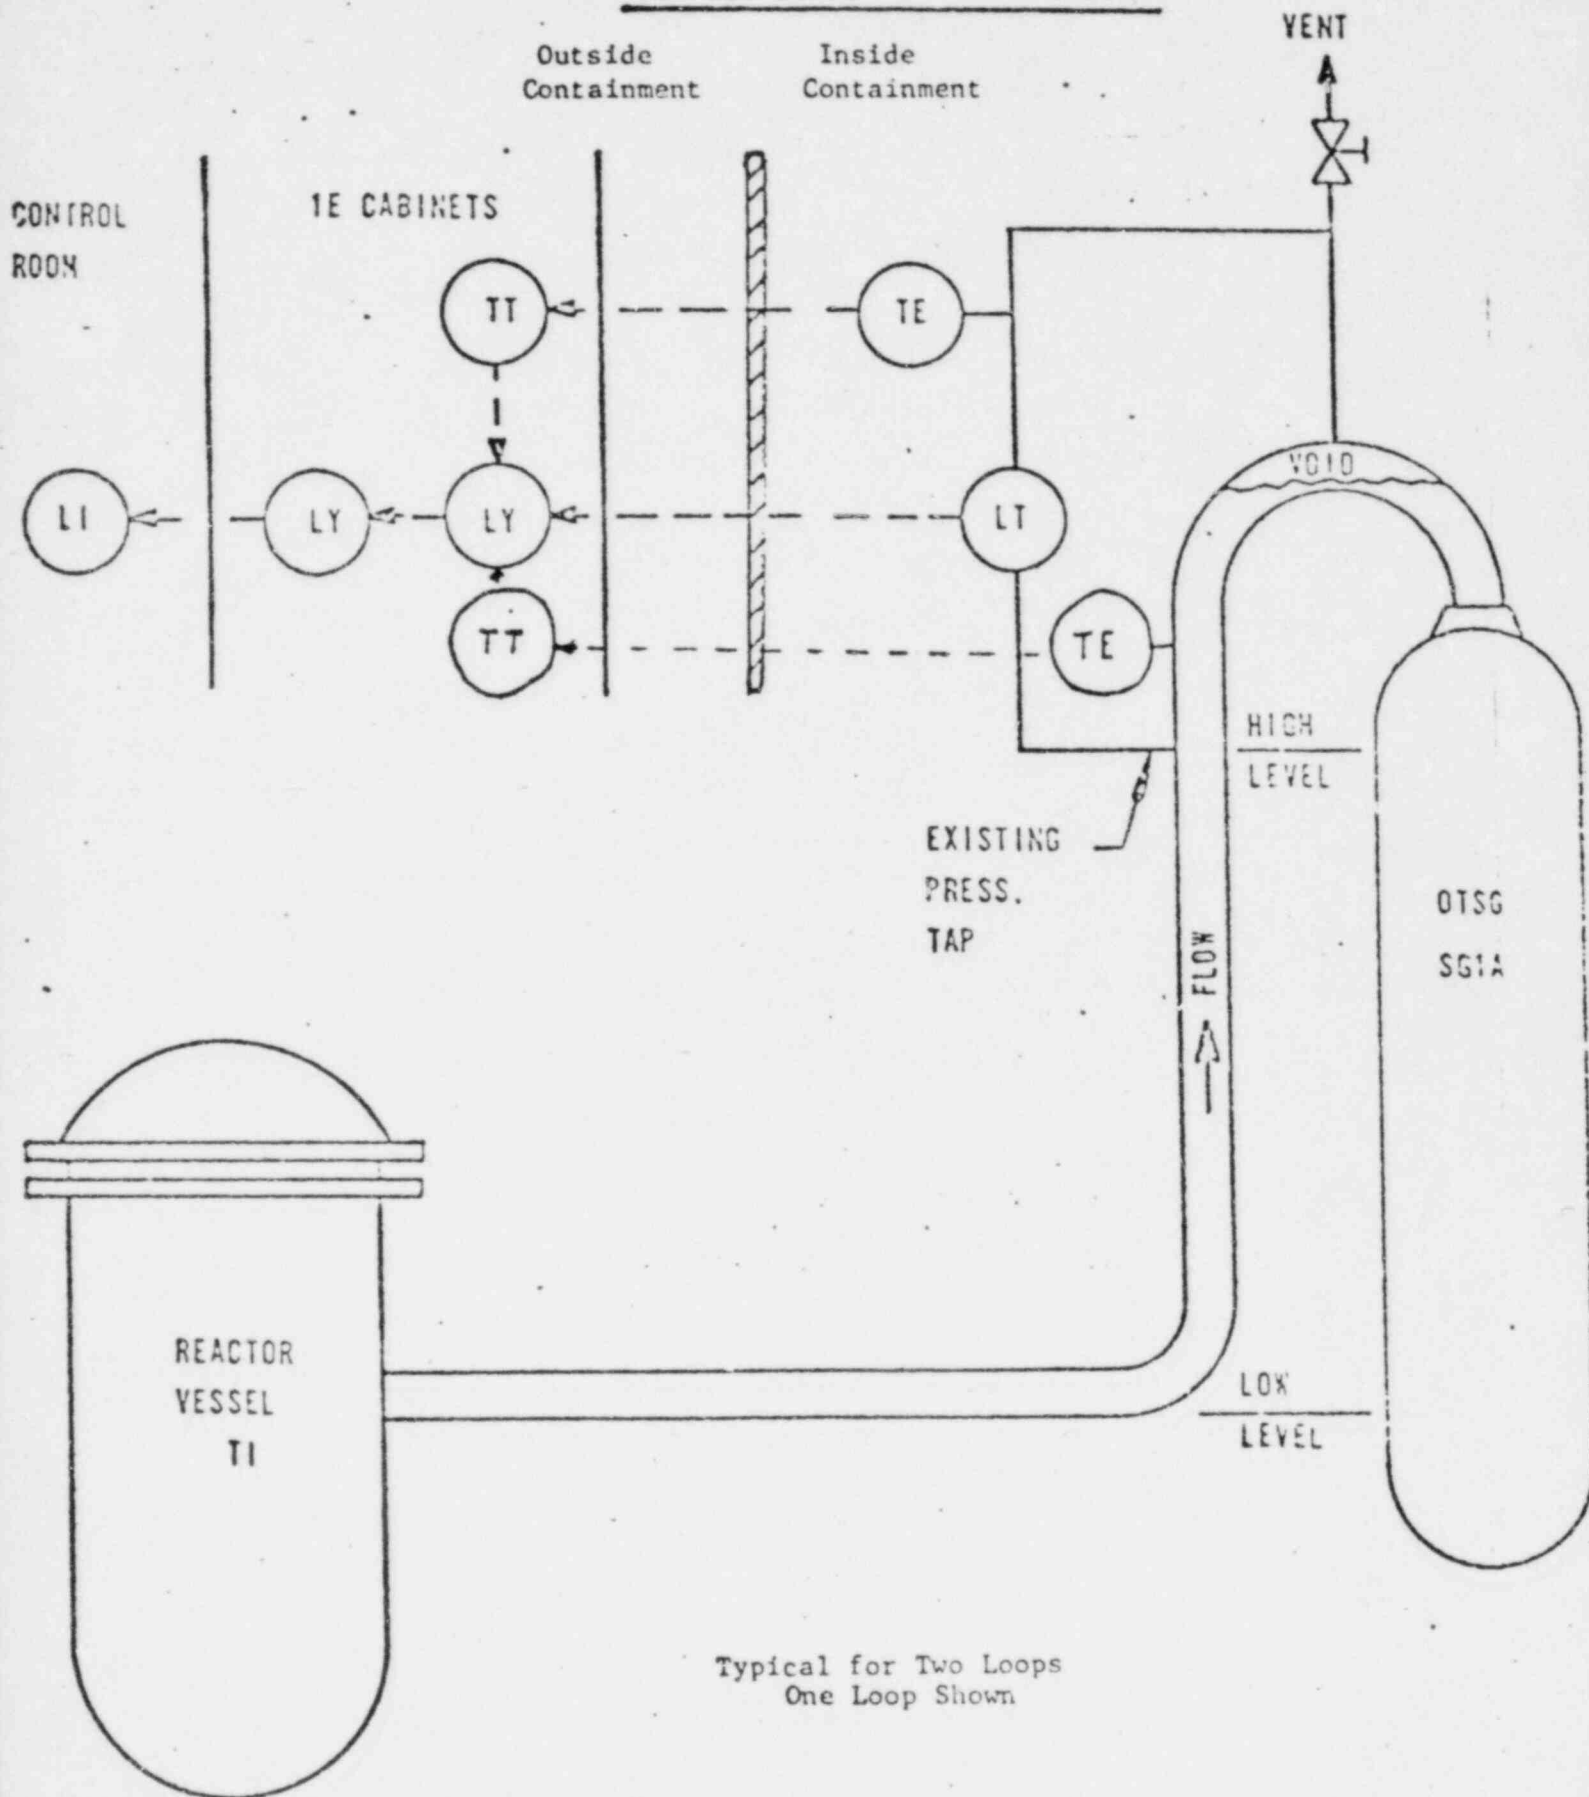 VENT
Outside
Containment
Inside
Containment
CONTROL
ROOM
1E CABINETS
TT
TE
VOID
LI
LY
LY
LT
TT
TE
HIGH
LEVEL
EXISTING
PRESS.
TAP
FLOW
OTSG
SG1A
REACTOR
VESSEL
T1
LOW
LEVEL
Typical for Two Loops
One Loop Shown